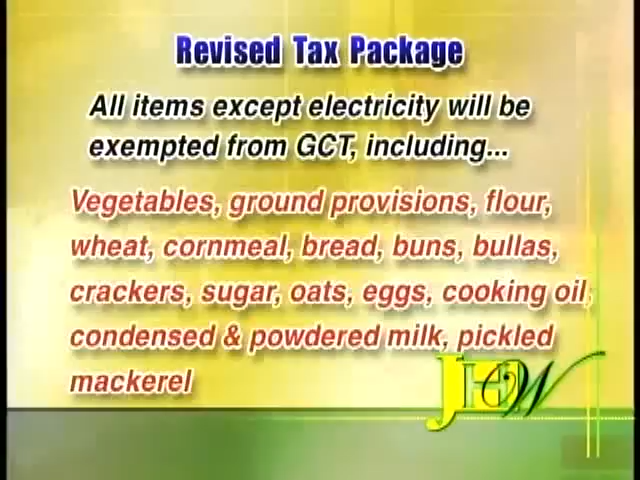 Revised Tax Package
All items except electricity will be
exempted from GCT, including...
Vegetables, ground provisions, flour,
wheat, cornmeal, bread, buns, bullas,
crackers, sugar, oats, eggs, cooking oil,
condensed & powdered milk, pickled
mackerel
JHW